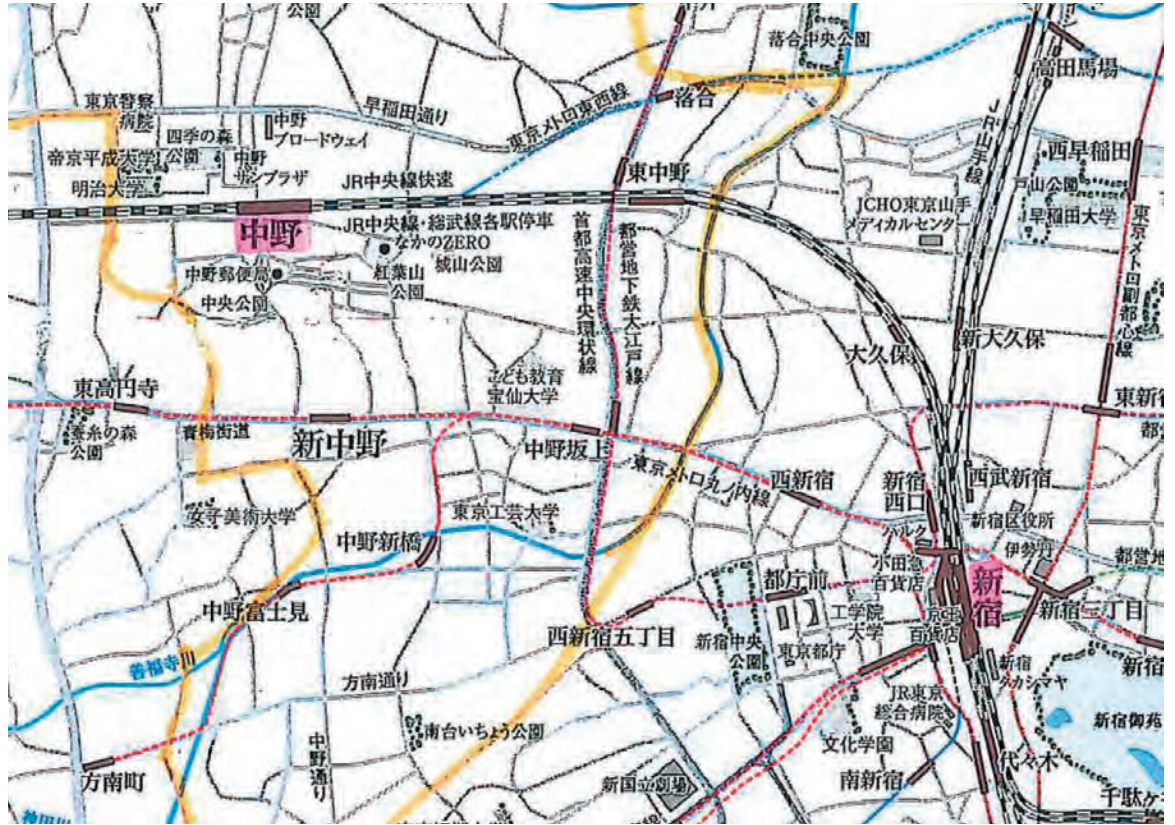 落合中央公園
高田馬場
東京警察
病院
早稲田通り
東京メトロ東西線
落合
JR山手線
中野
ブロードウェイ
四季の森
公園
帝京平成大学
明治大学
中野
サンプラザ
JR中央線快速
東中野
西早稲田
戸山公園
早稲田大学
JCHO東京山手
メディカルセンタ
東京メトロ副都心線
中野
JR中央線・総武線各駅停車
なかのZERO
城山公園
紅葉山
公園
中野郵便局
中央公園
首都高速中央環状線
都営地下鉄大江戸線
大久保
新大久保
東高円寺
こども教育
宝仙大学
東新宿
蚕糸の森
公園
青梅街道
新中野
中野坂上
東京メトロ丸ノ内線
西新宿
新宿
西口
西武新宿
女子美術大学
東京工芸大学
新宿区役所
中野新橋
ハルク
小田急
百貨店
伊勢丹
都営地
都庁前
新宿
新宿三丁目
中野富士見
西新宿五丁目
新宿中央
公園
東京都庁
工学院
大学
京王
百貨店
新宿
善福寺川
方南通り
新宿
タカシマヤ
新宿御苑
南台いちょう公園
JR東京
総合病院
文化学園
方南町
中野通り
新国立劇場
南新宿
代々木
千駄ケ
神田川